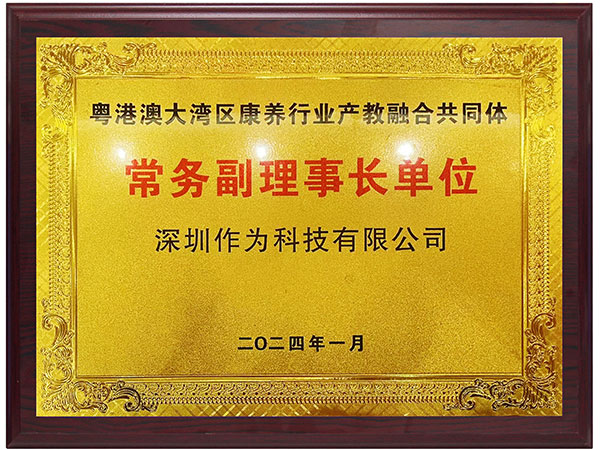 粤港澳大湾区康养行业产教融合共同体
常务副理事长单位
深圳作为科技有限公司
二〇二四年一月